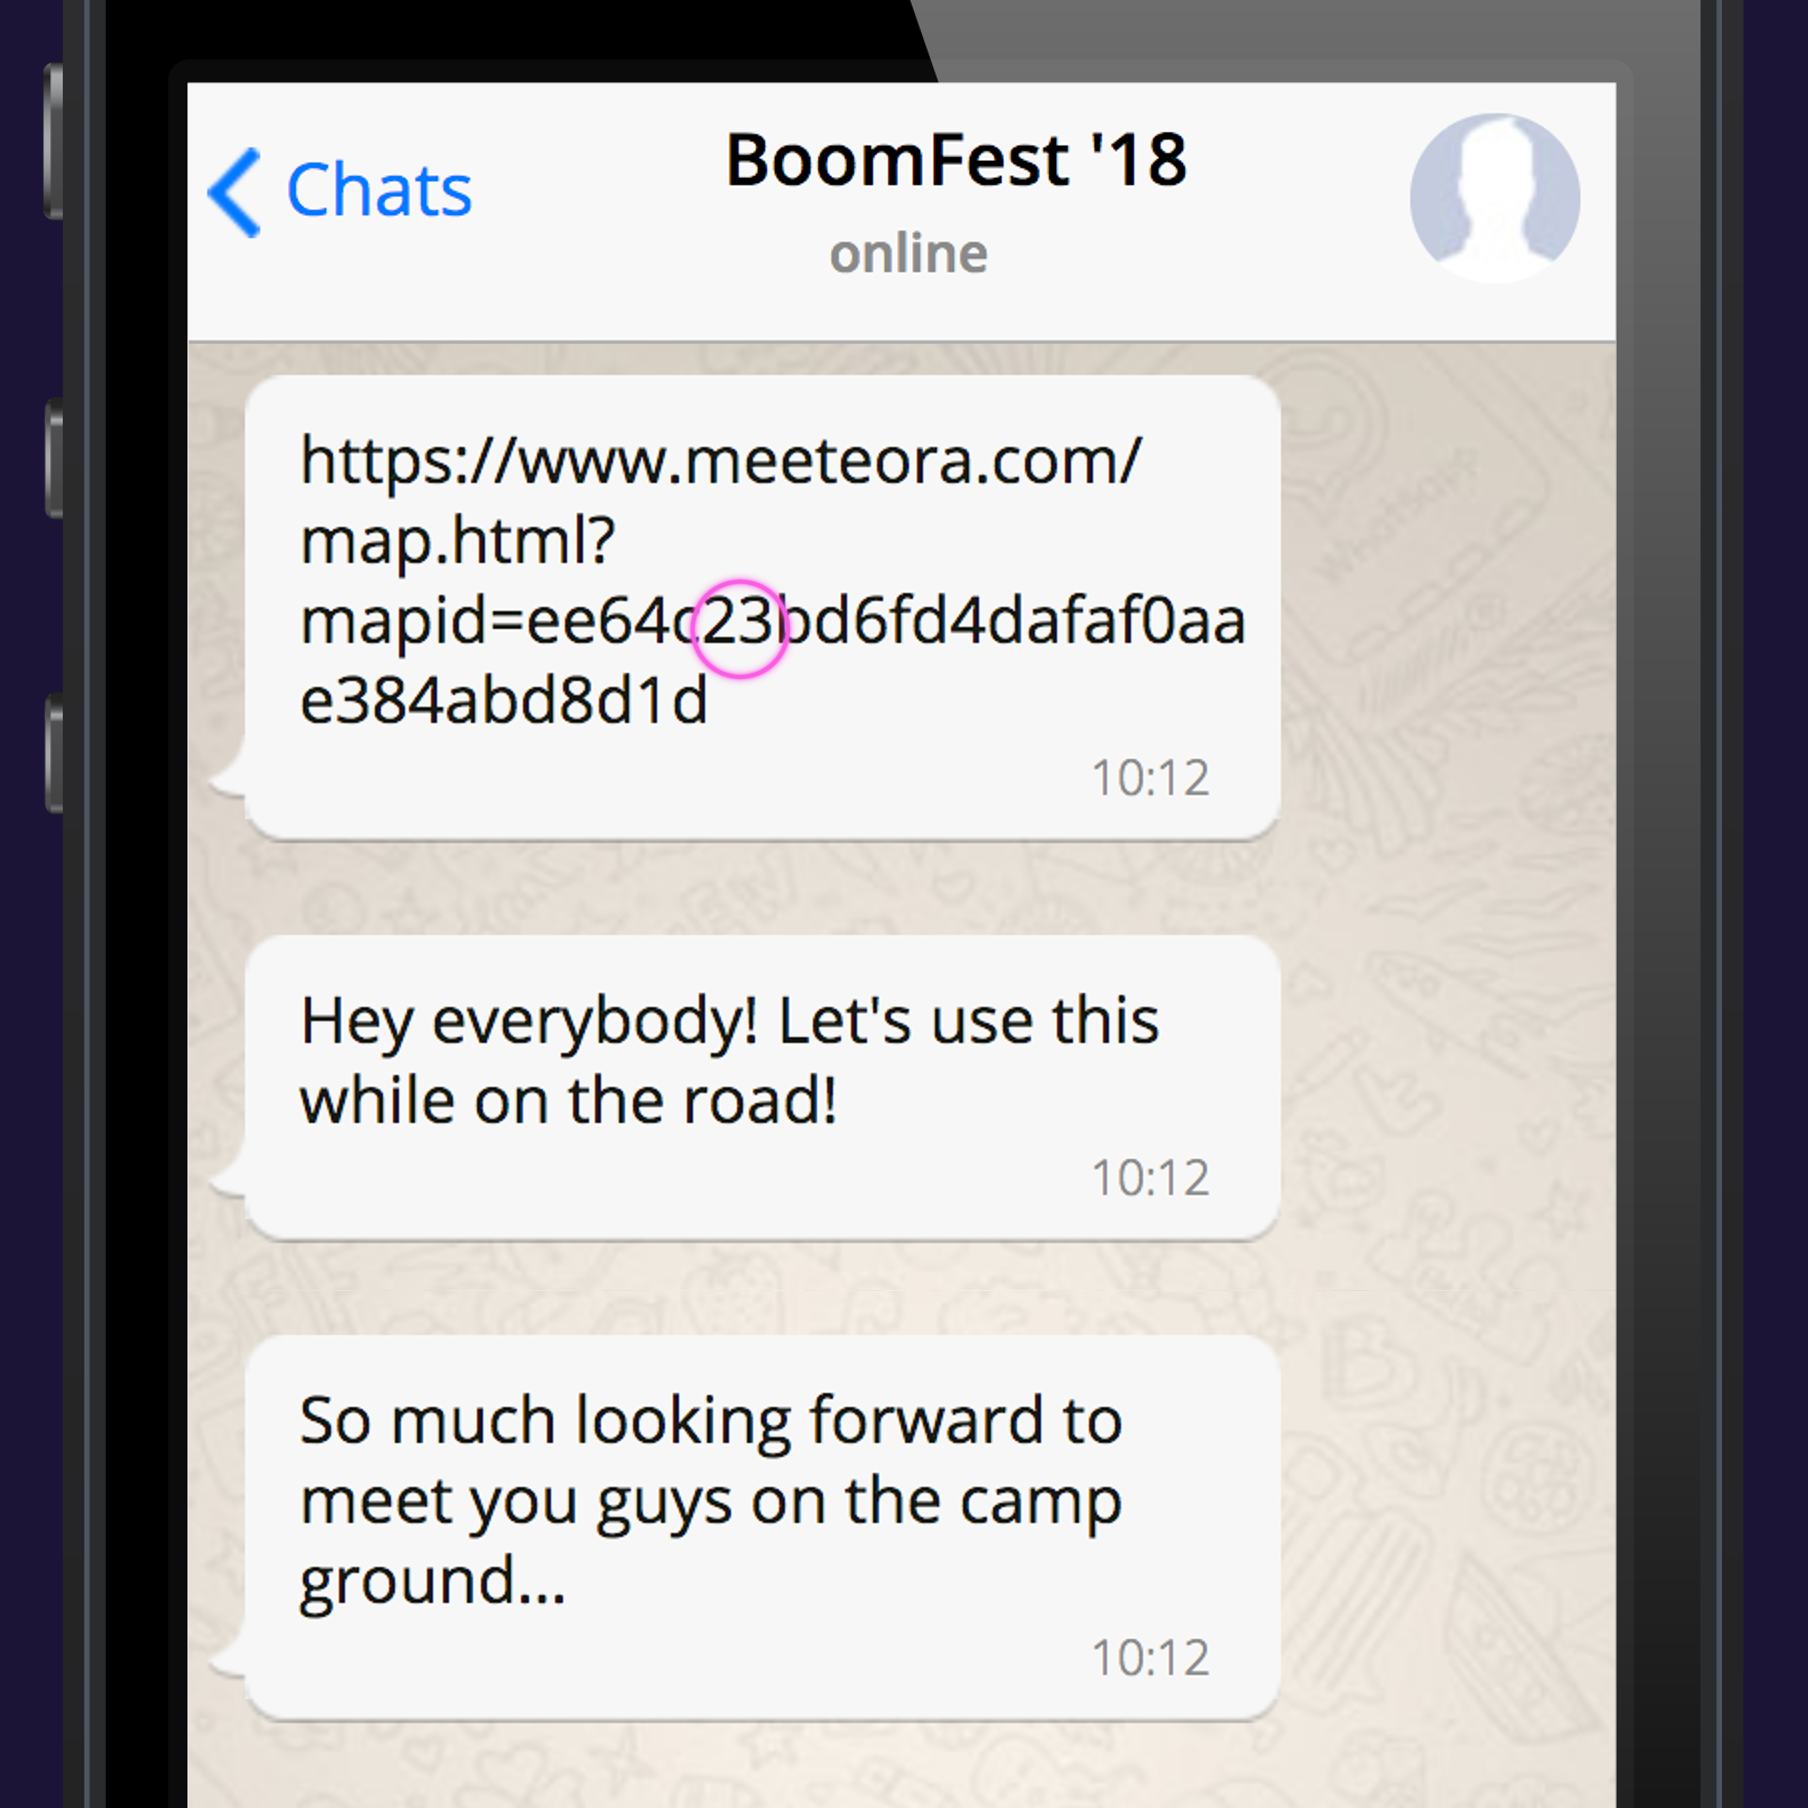 Chats
BoomFest '18
online
https://www.meeteora.com/
map.html?
mapid=ee64c23bd6fd4dafaf0aa
e384abd8d1d
10:12
Hey everybody! Let's use this
while on the road!
10:12
So much looking forward to
meet you guys on the camp
ground...
10:12